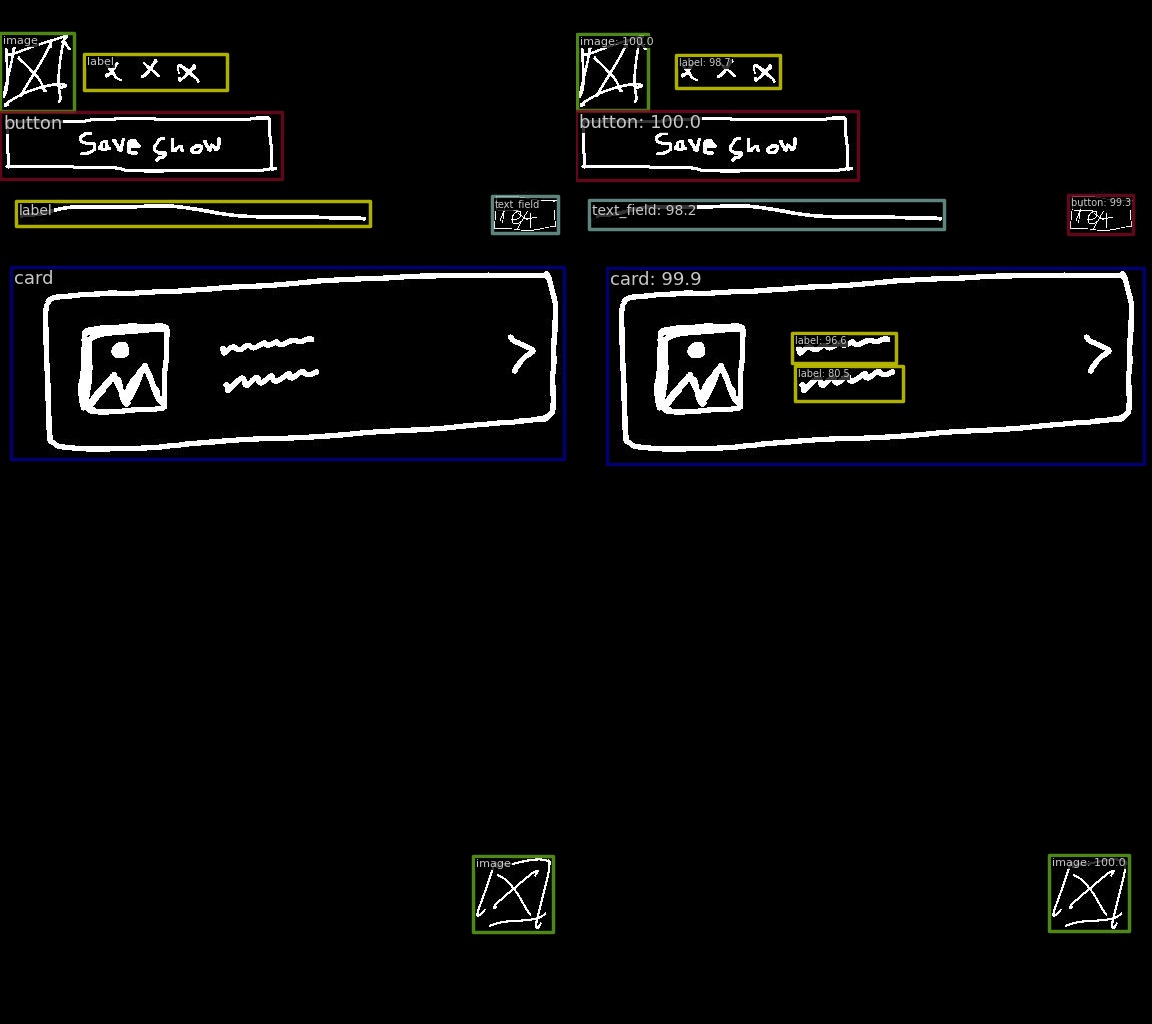 image
image: 100.0
label
x x x
label: 98.7
x x x
button
Save Show
button: 100.0
Save Show
label
text_field
text_field: 98.2
button: 99.3
card
card: 99.9
label: 96.6
label: 80.5
image
image: 100.0